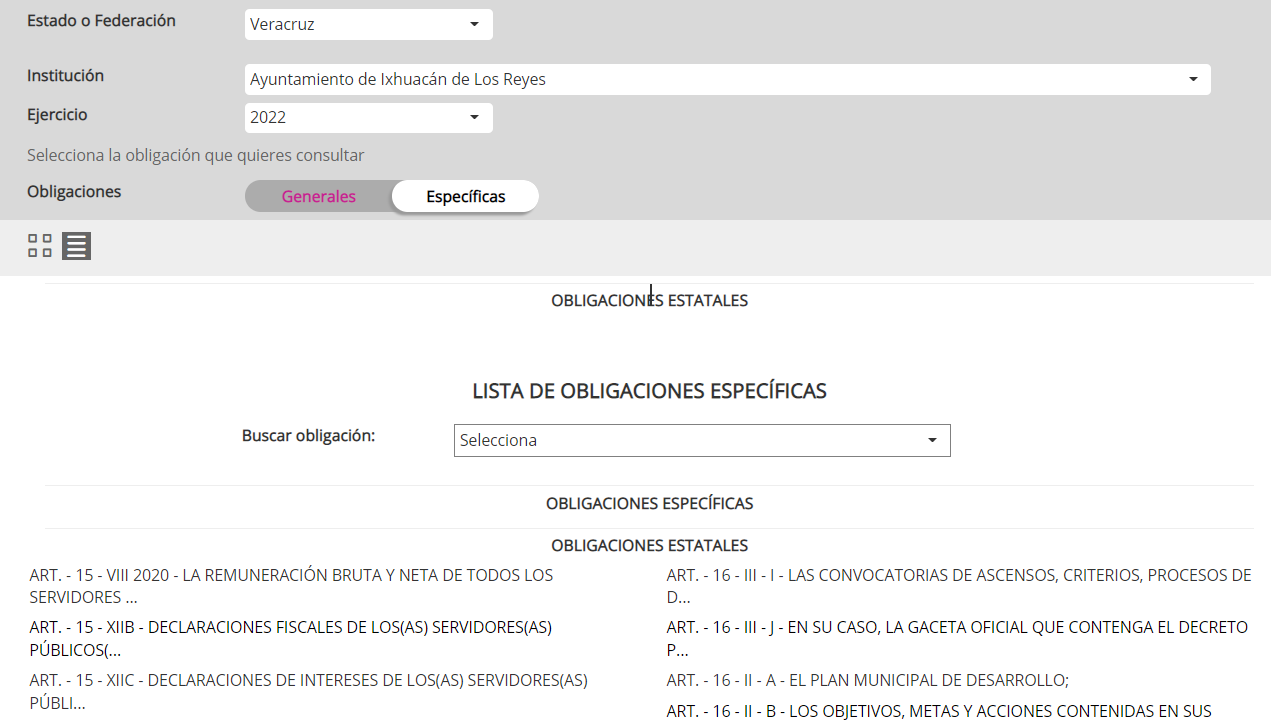 Estado o Federación
Veracruz
Institución
Ayuntamiento de Ixhuacán de Los Reyes
Ejercicio
2022
Selecciona la obligación que quieres consultar
Obligaciones
Generales
Específicas
OBLIGACIONES ESTATALES
LISTA DE OBLIGACIONES ESPECÍFICAS
Buscar obligación:
Selecciona
OBLIGACIONES ESPECÍFICAS
OBLIGACIONES ESTATALES
ART. - 15 - VIII 2020 - LA REMUNERACIÓN BRUTA Y NETA DE TODOS LOS
SERVIDORES ...
ART. - 15 - XIIB - DECLARACIONES FISCALES DE LOS(AS) SERVIDORES(AS)
PÚBLICOS(...
ART. - 15 - XIIC - DECLARACIONES DE INTERESES DE LOS(AS) SERVIDORES(AS)
PÚBLI...
ART. - 16 - III - I - LAS CONVOCATORIAS DE ASCENSOS, CRITERIOS, PROCESOS DE
D...
ART. - 16 - III - J - EN SU CASO, LA GACETA OFICIAL QUE CONTENGA EL DECRETO
P...
ART. - 16 - II - A - EL PLAN MUNICIPAL DE DESARROLLO;
ART. - 16 - II - B - LOS OBJETIVOS, METAS Y ACCIONES CONTENIDAS EN SUS